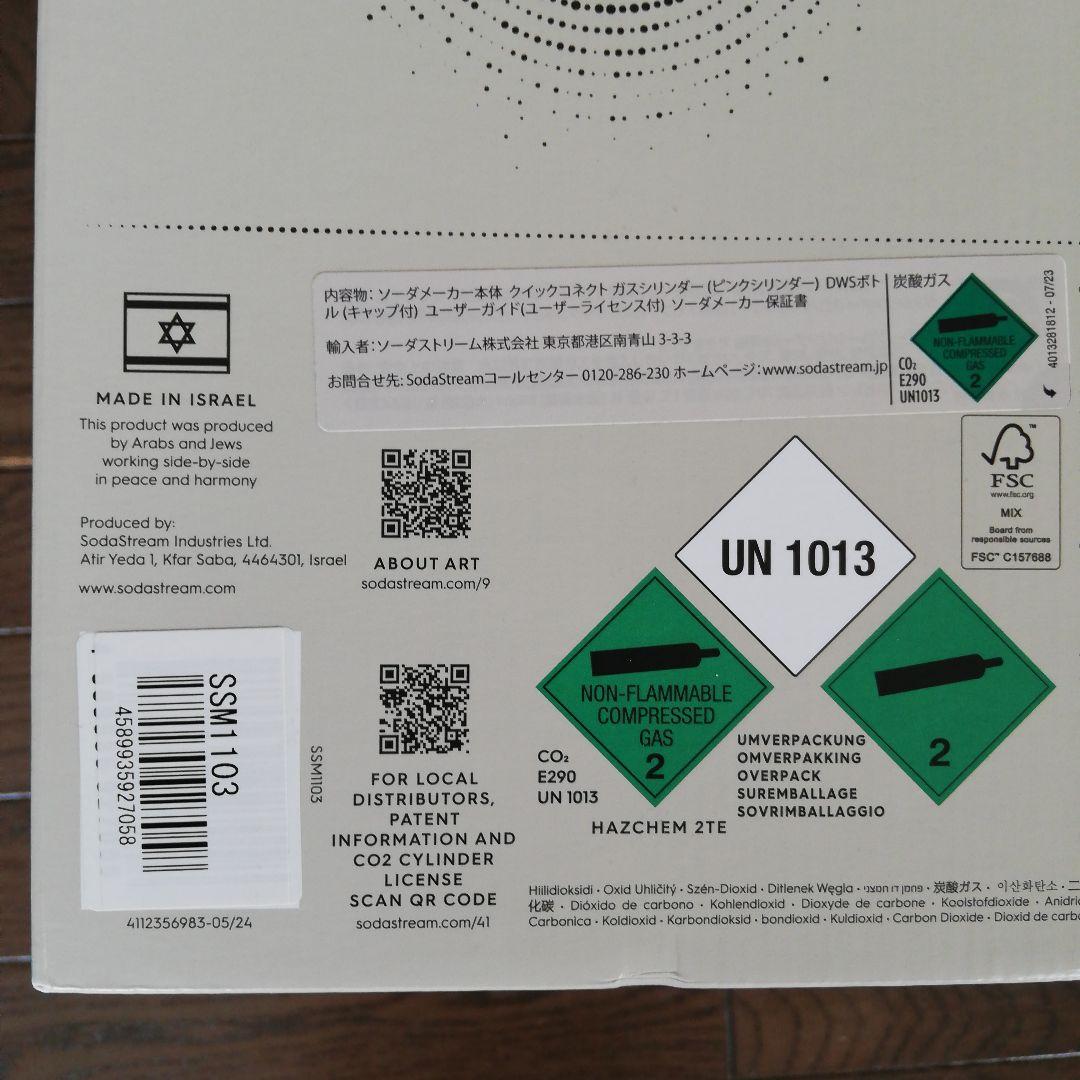 内容物：ソーダメーカー本体 クイックコネクト ガスシリンダー (ピンクシリンダー) DWSボト
ル (キャップ付) ユーザーガイド(ユーザーライセンス付) ソーダメーカー保証書
輸入者：ソーダストリーム株式会社 東京都港区南青山 3-3-3
お問合せ先: SodaStreamコールセンター 0120-286-230 ホームページ：www.sodastream.jp
炭酸ガス
NON-FLAMMABLE
COMPRESSED
GAS
2
CO₂
E290
UN1013
4013281812 - 07/23
MADE IN ISRAEL
This product was produced
by Arabs and Jews
working side-by-side
in peace and harmony
Produced by:
SodaStream Industries Ltd.
Atir Yeda 1, Kfar Saba, 4464301, Israel
www.sodastream.com
ABOUT ART
sodastream.com/9
FSC™
www.fsc.org
MIX
Board from
responsible sources
FSC™ C157688
UN 1013
NON-FLAMMABLE
COMPRESSED
GAS
2
2
CO₂
E290
UN 1013
UMVERPACKUNG
OMVERPAKKING
OVERPACK
SUREMBALLAGE
SOVRIMBALLAGGIO
HAZCHEM 2TE
SSM1103
4589935927058
SSM1103
4112356983-05/24
FOR LOCAL
DISTRIBUTORS,
PATENT
INFORMATION AND
CO2 CYLINDER
LICENSE
SCAN QR CODE
sodastream.com/41
Hiilidioksidi · Oxid Uhličitý · Szén-Dioxid · Ditlenek Węgla · פחמן דו חמצני · 炭酸ガス · 이산화탄소 · 二
化碳 · Dióxido de carbono · Kohlendioxid · Dioxyde de carbone · Koolstofdioxide · Anidri
Carbonica · Koldioxid · Karbondioksid · bondioxid · Kuldioxid · Carbon Dioxide · Dioxid de carbo